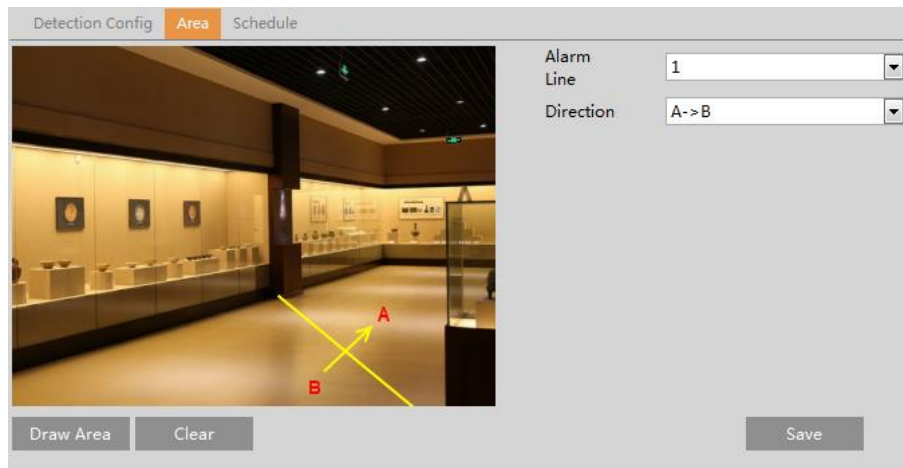 Detection Config Area Schedule
Alarm
Line
1
Direction
A->B
A
B
Draw Area
Clear
Save